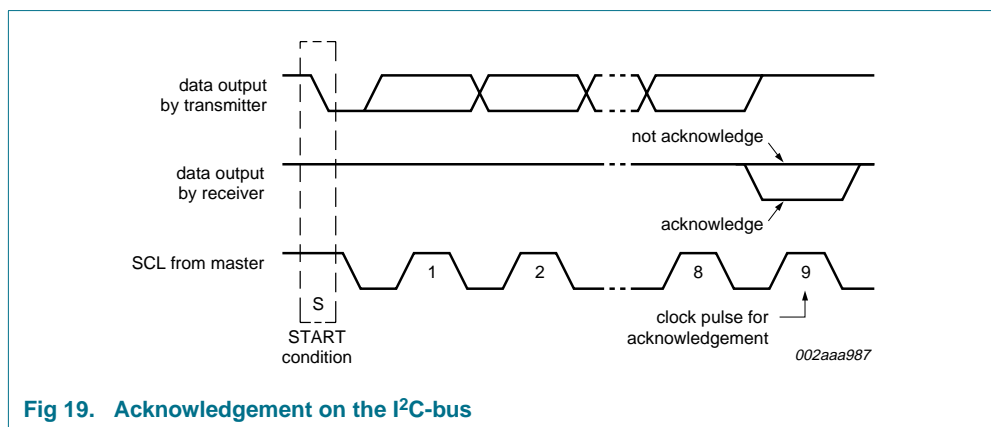 data output
by transmitter
not acknowledge
data output
by receiver
acknowledge
SCL from master
1
2
8
9
S
START
condition
clock pulse for
acknowledgement
002aaa987
Fig 19. Acknowledgement on the I²C-bus